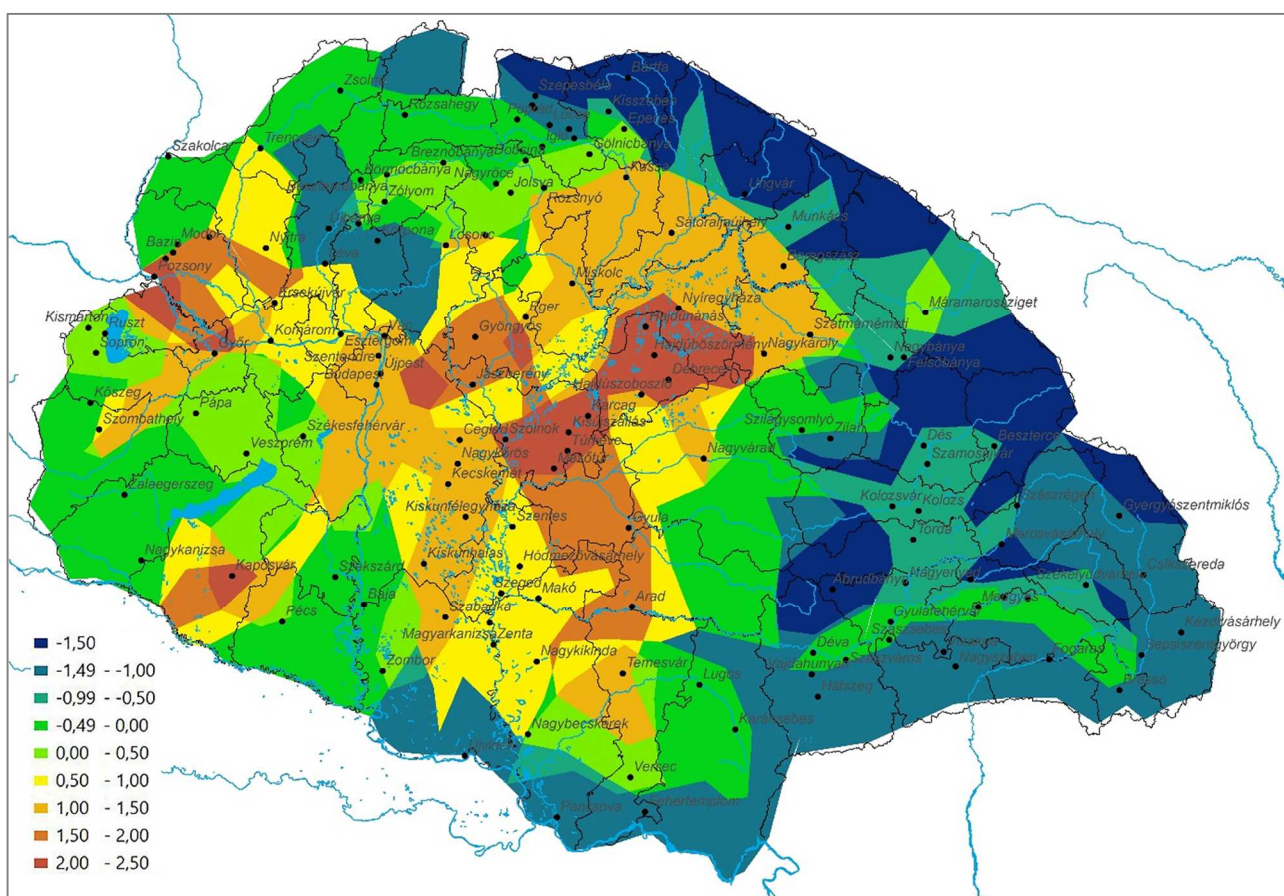 Bártfa
Zsolna
Szepesbéla
Kisszeben
Rózsahegy
Poprád
Lőcse
Eperjes
Igló
Szakolca
Trencsén
Breznóbánya
Dobsina
Gölnicbánya
Körmöcbánya
Nagyrőce
Kassa
Besztercebánya
Zólyom
Jolsva
Rozsnyó
Ungvár
Újbánya
Korpona
Losonc
Sátoraljaújhely
Munkács
Modor
Bazin
Nyitra
Léva
Beregszász
Pozsony
Miskolc
Érsekújvár
Nyíregyháza
Máramarossziget
Kismarton
Ruszt
Komárom
Vác
Eger
Gyöngyös
Hajdúnánás
Szatmárnémeti
Sopron
Győr
Esztergom
Szentendre
Újpest
Hajdúböszörmény
Nagykároly
Nagybánya
Felsőbánya
Budapest
Jászberény
Debrecen
Kőszeg
Hajdúszoboszló
Szombathely
Pápa
Karcag
Székesfehérvár
Cegléd
Szolnok
Kisújszállás
Szilágysomlyó
Zilah
Túrkeve
Dés
Beszterce
Veszprém
Nagykőrös
Mezőtúr
Nagyvárad
Szamosújvár
Kecskemét
Zalaegerszeg
Kolozsvár
Kolozs
Szászrégen
Gyergyószentmiklós
Kiskunfélegyháza
Szentes
Gyula
Torda
Marosvásárhely
Nagykanizsa
Kiskunhalas
Hódmezővásárhely
Kaposvár
Szekszárd
Abrudbánya
Nagyenyed
Székelyudvarhely
Csíkszereda
Baja
Szeged
Makó
Pécs
Szabadka
Arad
Gyulafehérvár
Medgyes
Kézdivásárhely
Magyarkanizsa
Zenta
Szászsebes
Déva
Sepsiszentgyörgy
Zombor
Nagykikinda
Temesvár
Vajdahunyad
Szászváros
Nagyszeben
Fogaras
Lugos
Hátszeg
Brassó
Nagybecskerek
Karánsebes
Újvidék
Versec
Pancsova
Fehértemplom
-1,50
-1,49 - -1,00
-0,99 - -0,50
-0,49 - 0,00
0,00 - 0,50
0,50 - 1,00
1,00 - 1,50
1,50 - 2,00
2,00 - 2,50